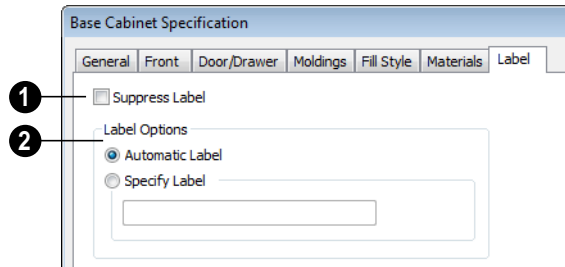 Base Cabinet Specification
General Front Door/Drawer Moldings Fill Style Materials Label
1 Suppress Label
2 Label Options
Automatic Label
Specify Label